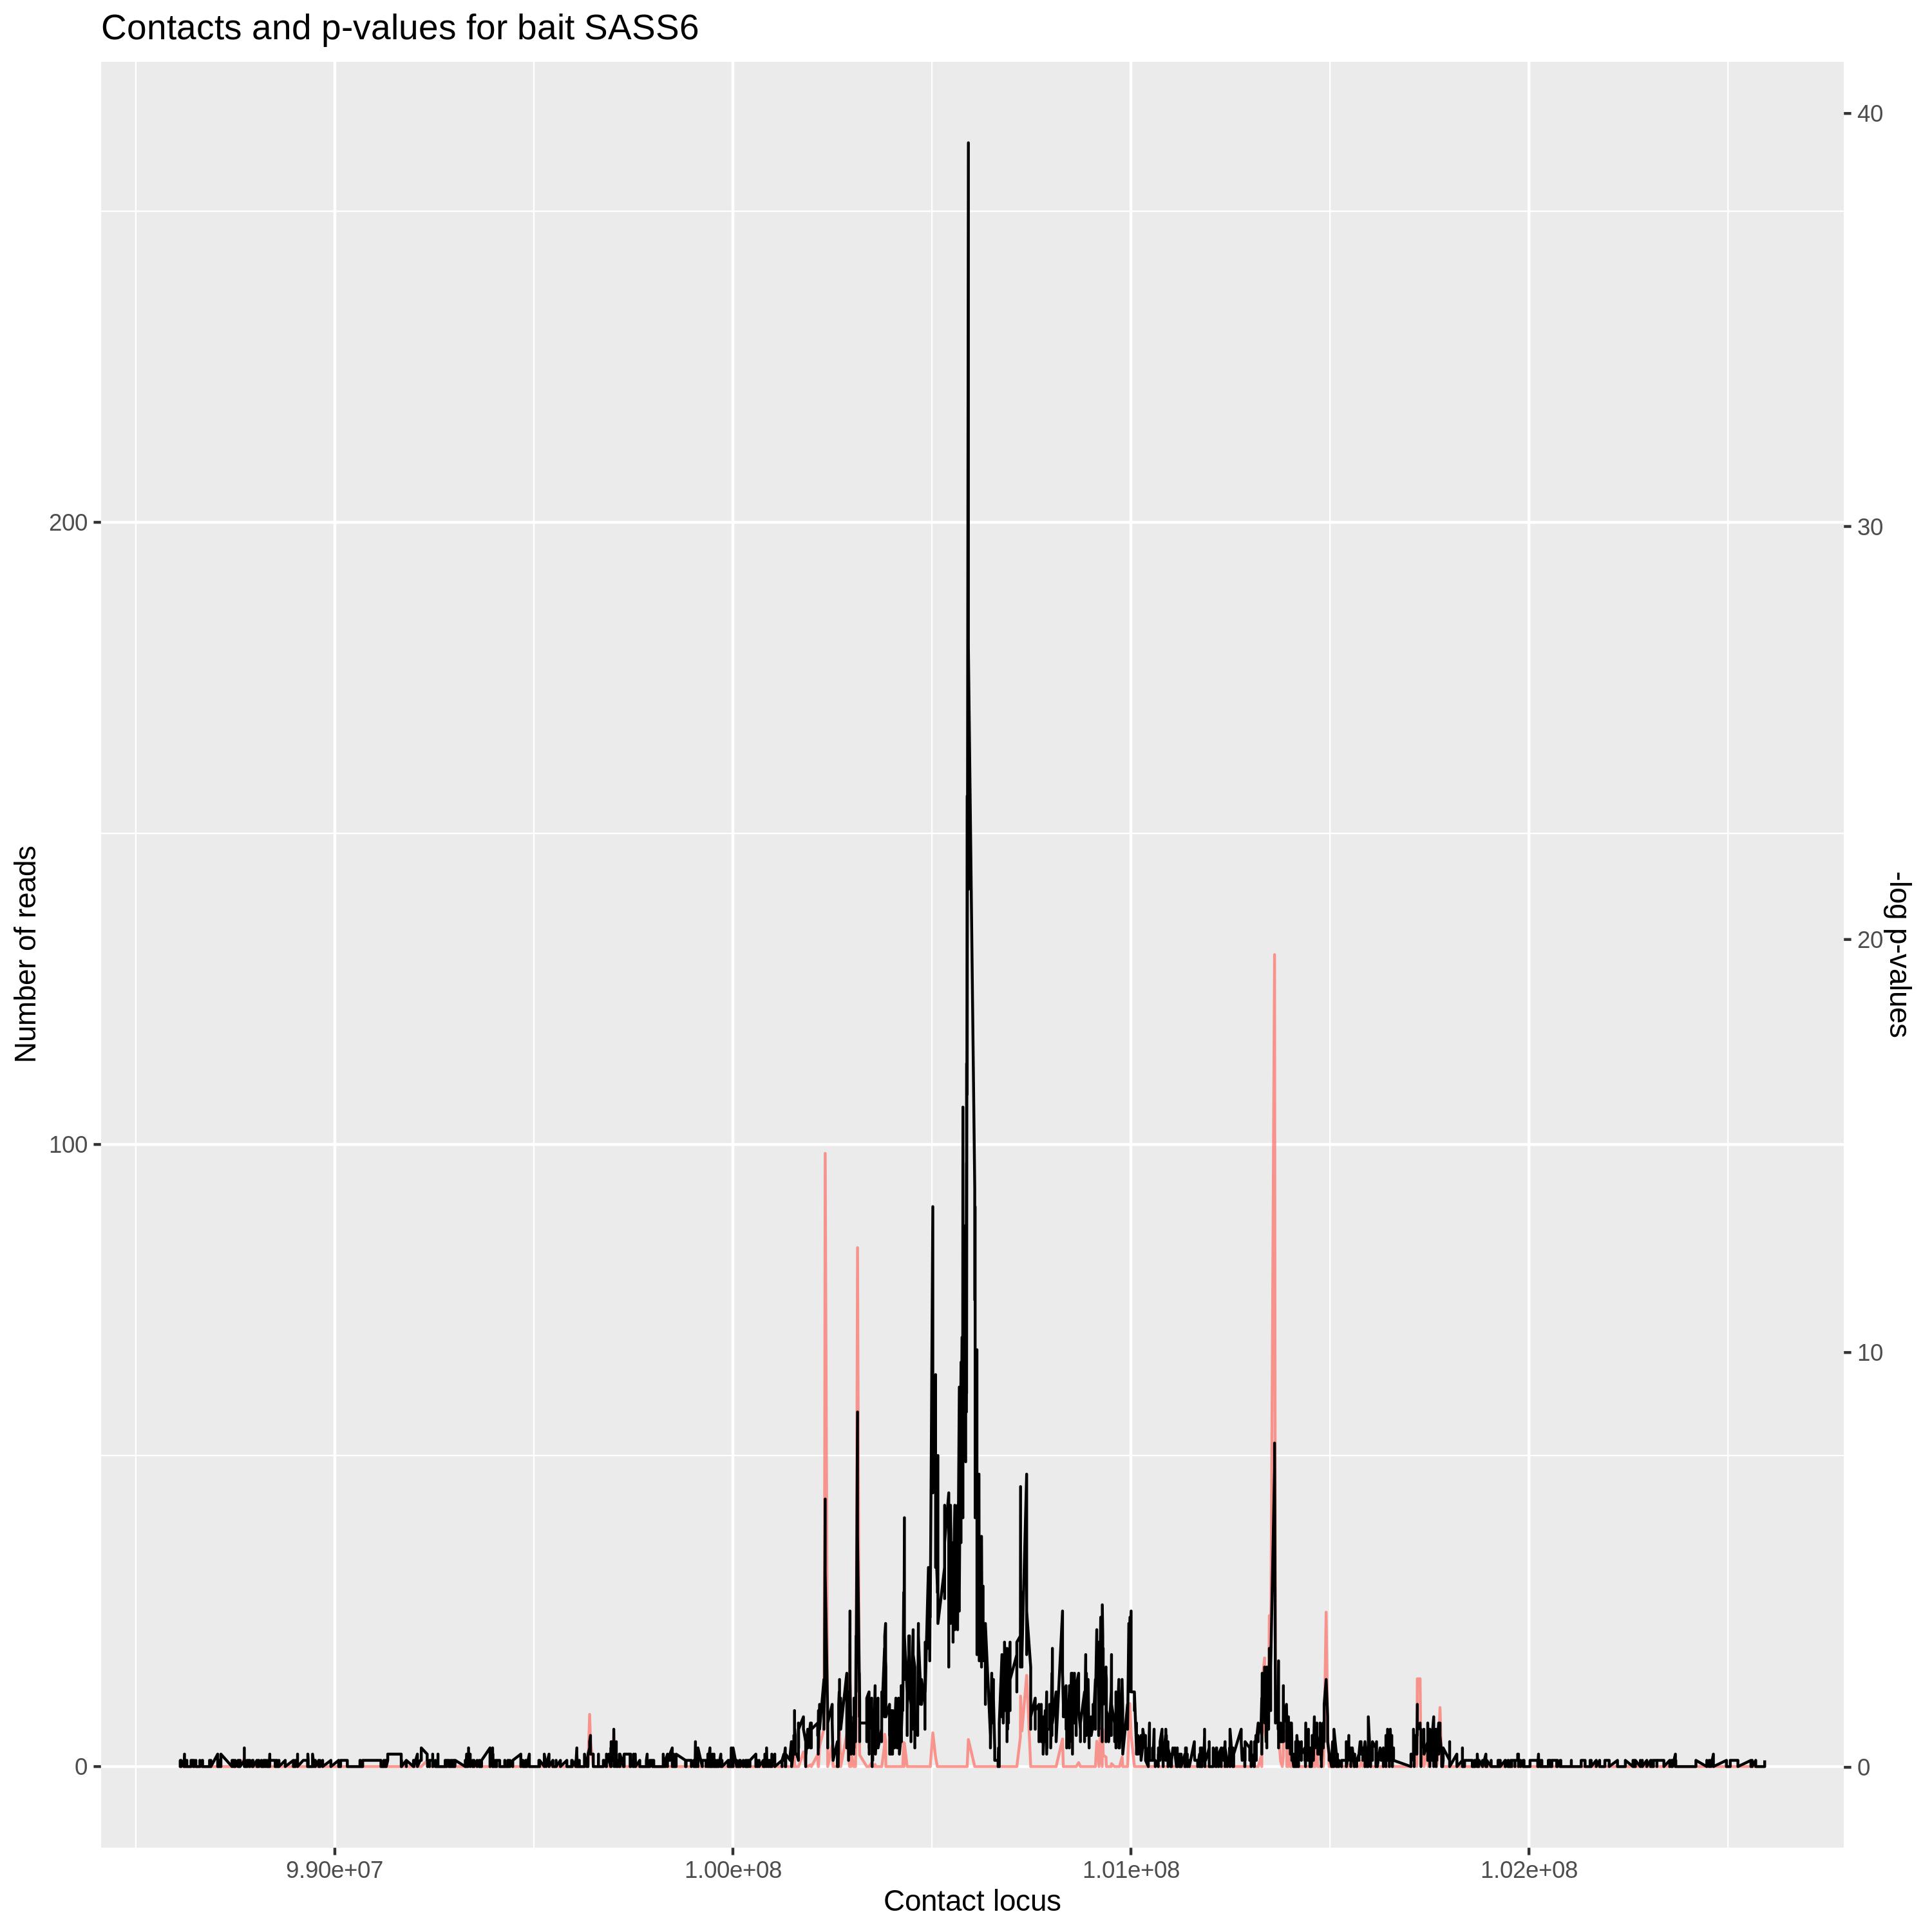 Contacts and p-values for bait SASS6
40
200
30
Number of reads
-log p-values
20
100
10
0
0
9.90e+07
1.00e+08
1.01e+08
1.02e+08
Contact locus